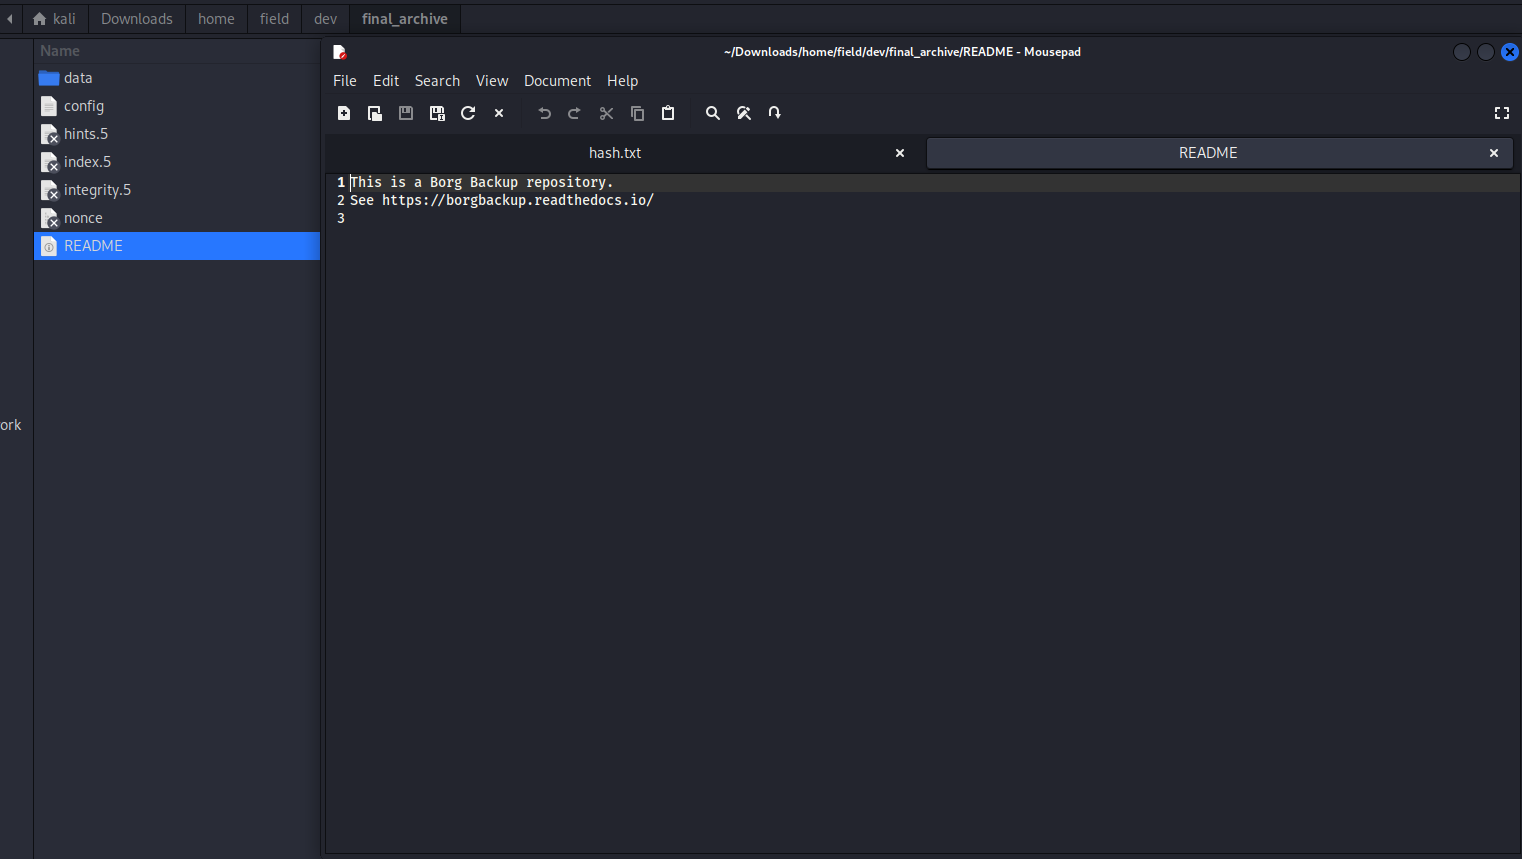 kali Downloads home field dev final_archive
Name
data
config
hints.5
index.5
integrity.5
nonce
README
ork
~/Downloads/home/field/dev/final_archive/README - Mousepad
File Edit Search View Document Help
hash.txt README
1 This is a Borg Backup repository.
2 See https://borgbackup.readthedocs.io/
3